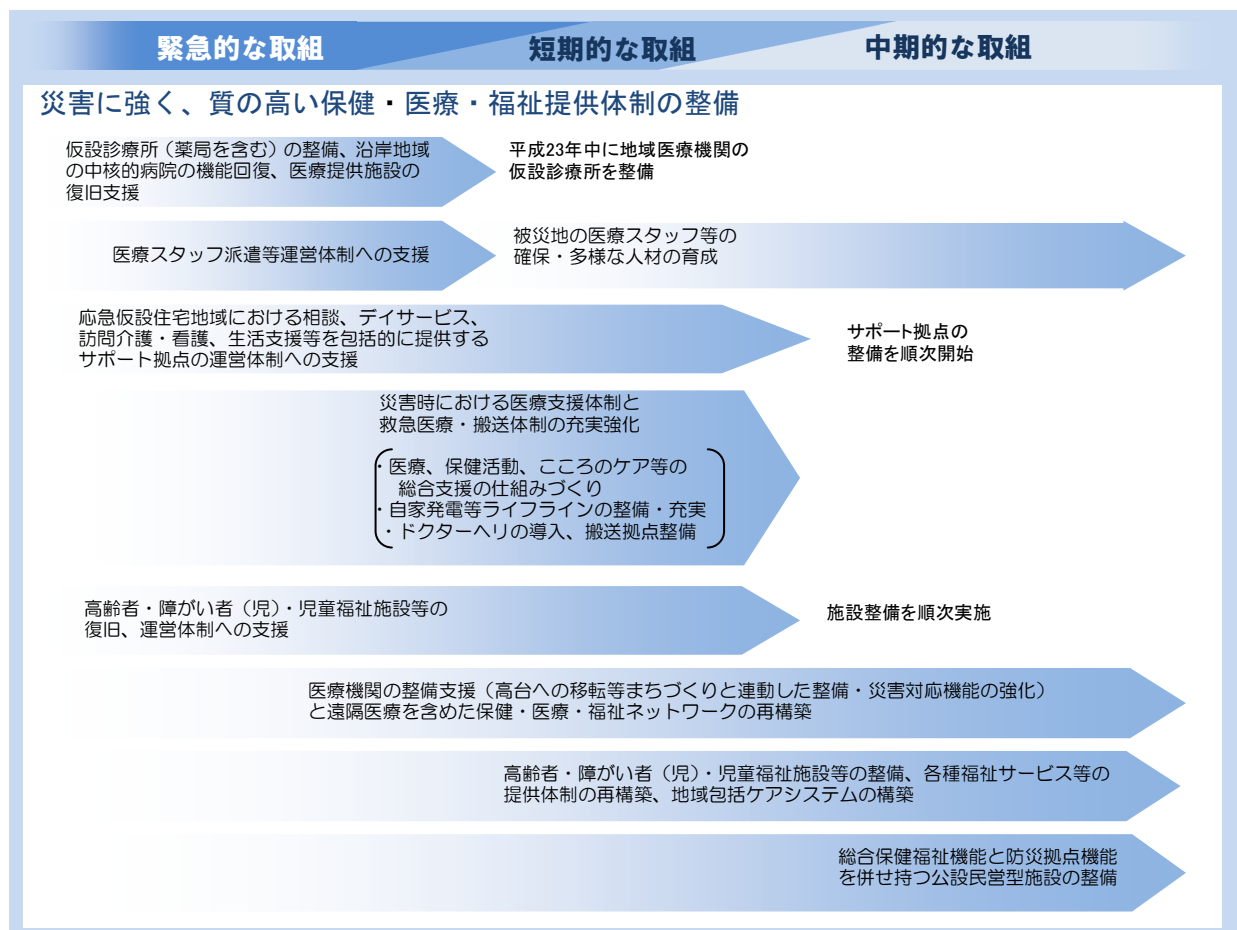 緊急的な取組
短期的な取組
中期的な取組
災害に強く、質の高い保健・医療・福祉提供体制の整備
仮設診療所（薬局を含む）の整備、沿岸地域
の中核的病院の機能回復、医療提供施設の
復旧支援
平成23年中に地域医療機関の
仮設診療所を整備
医療スタッフ派遣等運営体制への支援
被災地の医療スタッフ等の
確保・多様な人材の育成
応急仮設住宅地域における相談、デイサービス、
訪問介護・看護、生活支援等を包括的に提供する
サポート拠点の運営体制への支援
サポート拠点の
整備を順次開始
災害時における医療支援体制と
救急医療・搬送体制の充実強化
・医療、保健活動、こころのケア等の
総合支援の仕組みづくり
・自家発電等ライフラインの整備・充実
・ドクターヘリの導入、搬送拠点整備
高齢者・障がい者（児）・児童福祉施設等の
復旧、運営体制への支援
施設整備を順次実施
医療機関の整備支援（高台への移転等まちづくりと連動した整備・災害対応機能の強化）
と遠隔医療を含めた保健・医療・福祉ネットワークの再構築
高齢者・障がい者（児）・児童福祉施設等の整備、各種福祉サービス等の
提供体制の再構築、地域包括ケアシステムの構築
総合保健福祉機能と防災拠点機能
を併せ持つ公設民営型施設の整備